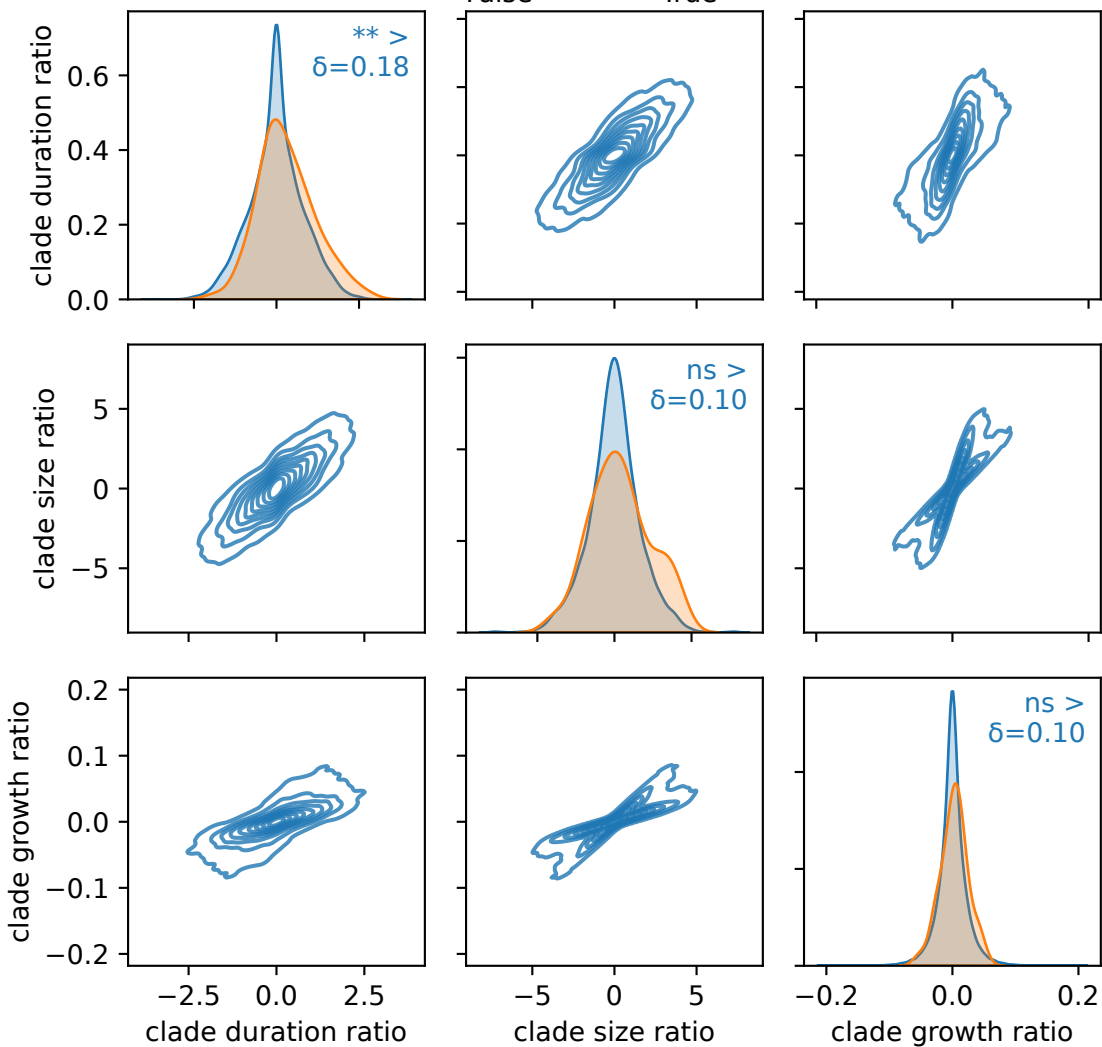 False True
clade duration ratio
0.6
0.4
0.2
0.0
** >
δ=0.18
clade size ratio
5
0
−5
ns >
δ=0.10
clade growth ratio
0.2
0.1
0.0
−0.1
−0.2
ns >
δ=0.10
−2.5 0.0 2.5 −5 0 5 −0.2 0.0 0.2
clade duration ratio clade size ratio clade growth ratio